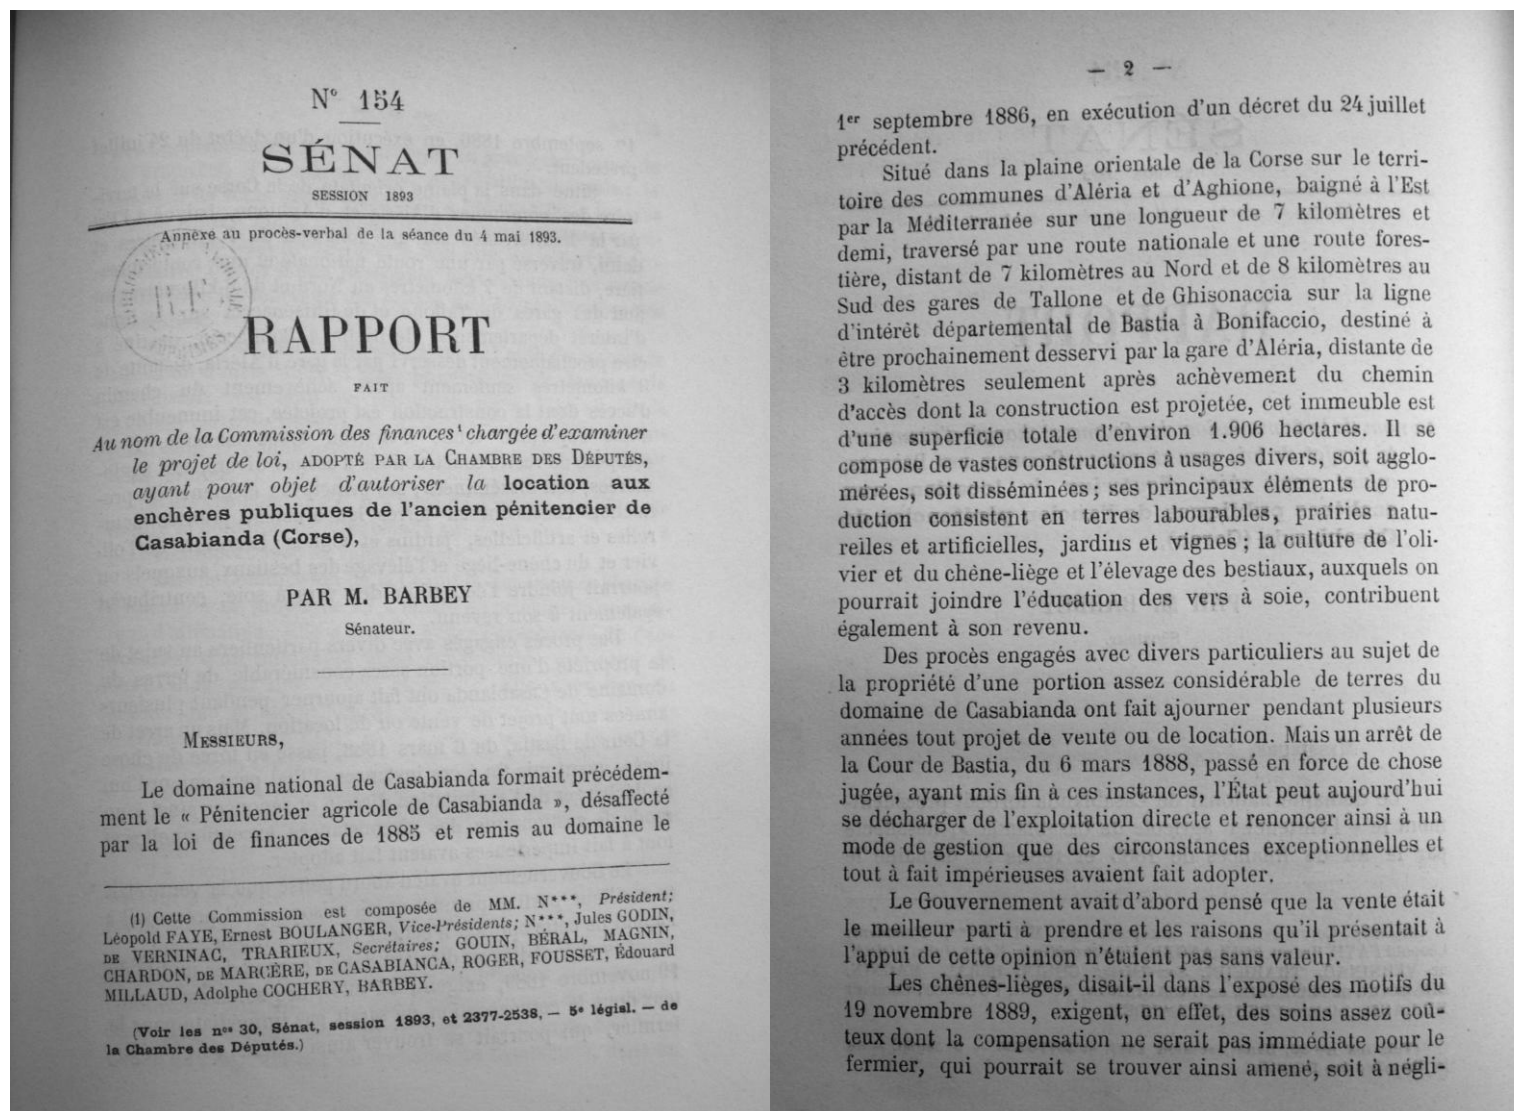 N° 154
SÉNAT
SESSION 1893
Annexe au procès-verbal de la séance du 4 mai 1893.
RF
RAPPORT
FAIT
Au nom de la Commission des finances¹ chargée d'examiner
le projet de loi, ADOPTÉ PAR LA CHAMBRE DES DÉPUTÉS,
ayant pour objet d'autoriser la location aux
enchères publiques de l'ancien pénitencier de
Casabianda (Corse),
PAR M. BARBEY
Sénateur.
MESSIEURS,
Le domaine national de Casabianda formait précédem-
ment le « Pénitencier agricole de Casabianda », désaffecté
par la loi de finances de 1885 et remis au domaine le
(1) Cette Commission est composée de MM. N***, Président;
Léopold FAYE, Ernest BOULANGER, Vice-Présidents; N***, Jules GODIN,
DE VERNINAC, TRARIEUX, Secrétaires; GOUIN, BÉRAL, MAGNIN,
CHARDON, DE MARCÈRE, DE CASABIANCA, ROGER, FOUSSET, Édouard
MILLAUD, Adolphe COCHERY, BARBEY.
(Voir les nos 30, Sénat, session 1893, et 2377-2538, — 5e législ. — de
la Chambre des Députés.)
— 2 —
1er septembre 1886, en exécution d'un décret du 24 juillet
précédent.
Situé dans la plaine orientale de la Corse sur le terri-
toire des communes d'Aléria et d'Aghione, baigné à l'Est
par la Méditerranée sur une longueur de 7 kilomètres et
demi, traversé par une route nationale et une route fores-
tière, distant de 7 kilomètres au Nord et de 8 kilomètres au
Sud des gares de Tallone et de Ghisonaccia sur la ligne
d'intérêt départemental de Bastia à Bonifaccio, destiné à
être prochainement desservi par la gare d'Aléria, distante de
3 kilomètres seulement après achèvement du chemin
d'accès dont la construction est projetée, cet immeuble est
d'une superficie totale d'environ 1.906 hectares. Il se
compose de vastes constructions à usages divers, soit agglo-
mérées, soit disséminées; ses principaux éléments de pro-
duction consistent en terres labourables, prairies natu-
relles et artificielles, jardins et vignes; la culture de l'oli-
vier et du chêne-liège et l'élevage des bestiaux, auxquels on
pourrait joindre l'éducation des vers à soie, contribuent
également à son revenu.
Des procès engagés avec divers particuliers au sujet de
la propriété d'une portion assez considérable de terres du
domaine de Casabianda ont fait ajourner pendant plusieurs
années tout projet de vente ou de location. Mais un arrêt de
la Cour de Bastia, du 6 mars 1888, passé en force de chose
jugée, ayant mis fin à ces instances, l'État peut aujourd'hui
se décharger de l'exploitation directe et renoncer ainsi à un
mode de gestion que des circonstances exceptionnelles et
tout à fait impérieuses avaient fait adopter.
Le Gouvernement avait d'abord pensé que la vente était
le meilleur parti à prendre et les raisons qu'il présentait à
l'appui de cette opinion n'étaient pas sans valeur.
Les chênes-lièges, disait-il dans l'exposé des motifs du
19 novembre 1889, exigent, en effet, des soins assez coû-
teux dont la compensation ne serait pas immédiate pour le
fermier, qui pourrait se trouver ainsi amené, soit à négli-